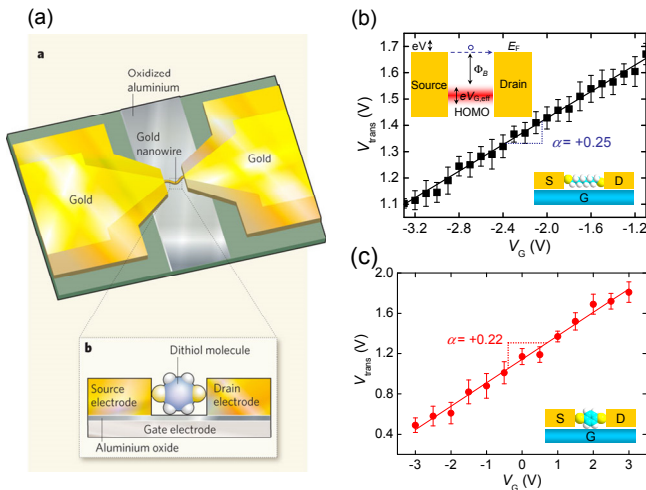 (a)
a
Oxidized
aluminium
Gold
nanowire
Gold
Gold
b
Dithiol molecule
Source
electrode
Drain
electrode
Gate electrode
Aluminium oxide
(b)
1.7
1.6
1.5
1.4
1.3
1.2
1.1
V_trans (V)
eV
E_F
Φ_B
Source
Drain
eV_G,eff
HOMO
α = +0.25
S
D
G
-3.2
-2.8
-2.4
-2.0
-1.6
-1.2
V_G (V)
(c)
2.0
1.6
1.2
0.8
0.4
V_trans (V)
α = +0.22
S
D
G
-3
-2
-1
0
1
2
3
V_G (V)